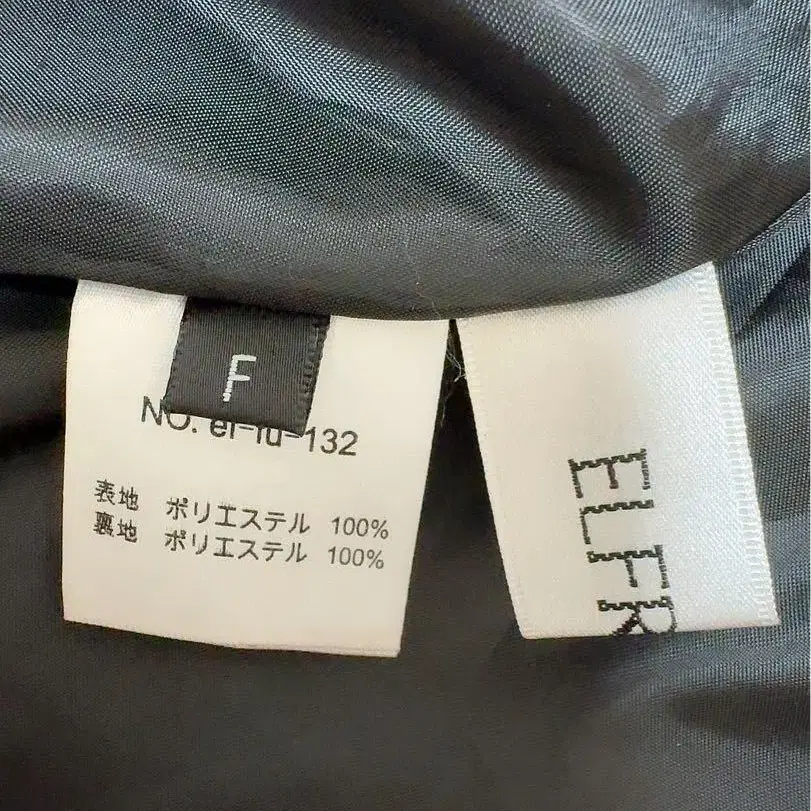 F
NO. el-fu-132
表地 ポリエステル 100%
裏地 ポリエステル 100%
ELFR